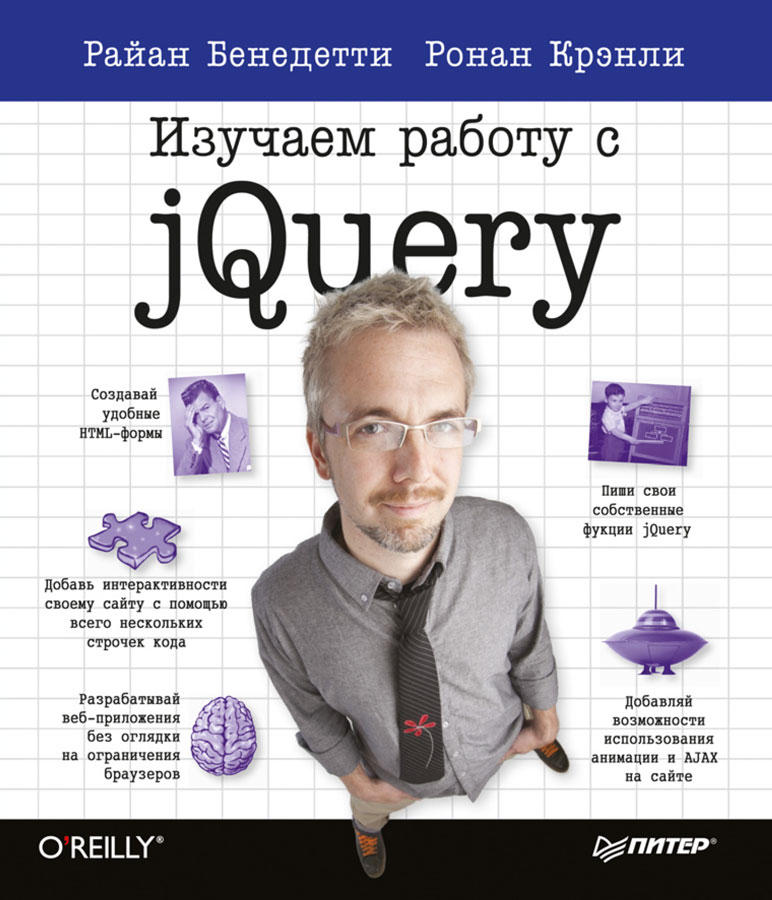 Райан Бенедетти Ронан Крэнли
Изучаем работу с
jQuery
Создавай
удобные
HTML-формы
Пиши свои
собственные
фукции jQuery
Добавь интерактивности
своему сайту с помощью
всего нескольких
строчек кода
Разрабатывай
веб-приложения
без оглядки
на ограничения
браузеров
Добавляй
возможности
использования
анимации и AJAX
на сайте
O'REILLY®
ПИТЕР®